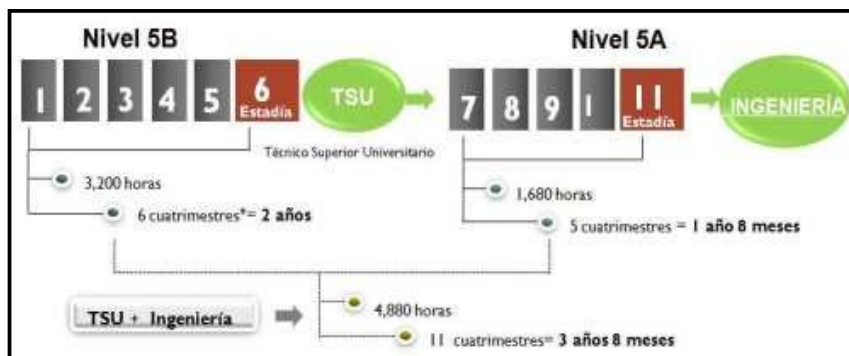 Nivel 5B
1 2 3 4 5 6
Estadía
TSU
Técnico Superior Universitario
3,200 horas
6 cuatrimestres*= 2 años
Nivel 5A
7 8 9 1 11
Estadía
INGENIERÍA
1,680 horas
5 cuatrimestres = 1 año 8 meses
TSU + Ingeniería
4,880 horas
11 cuatrimestres= 3 años 8 meses